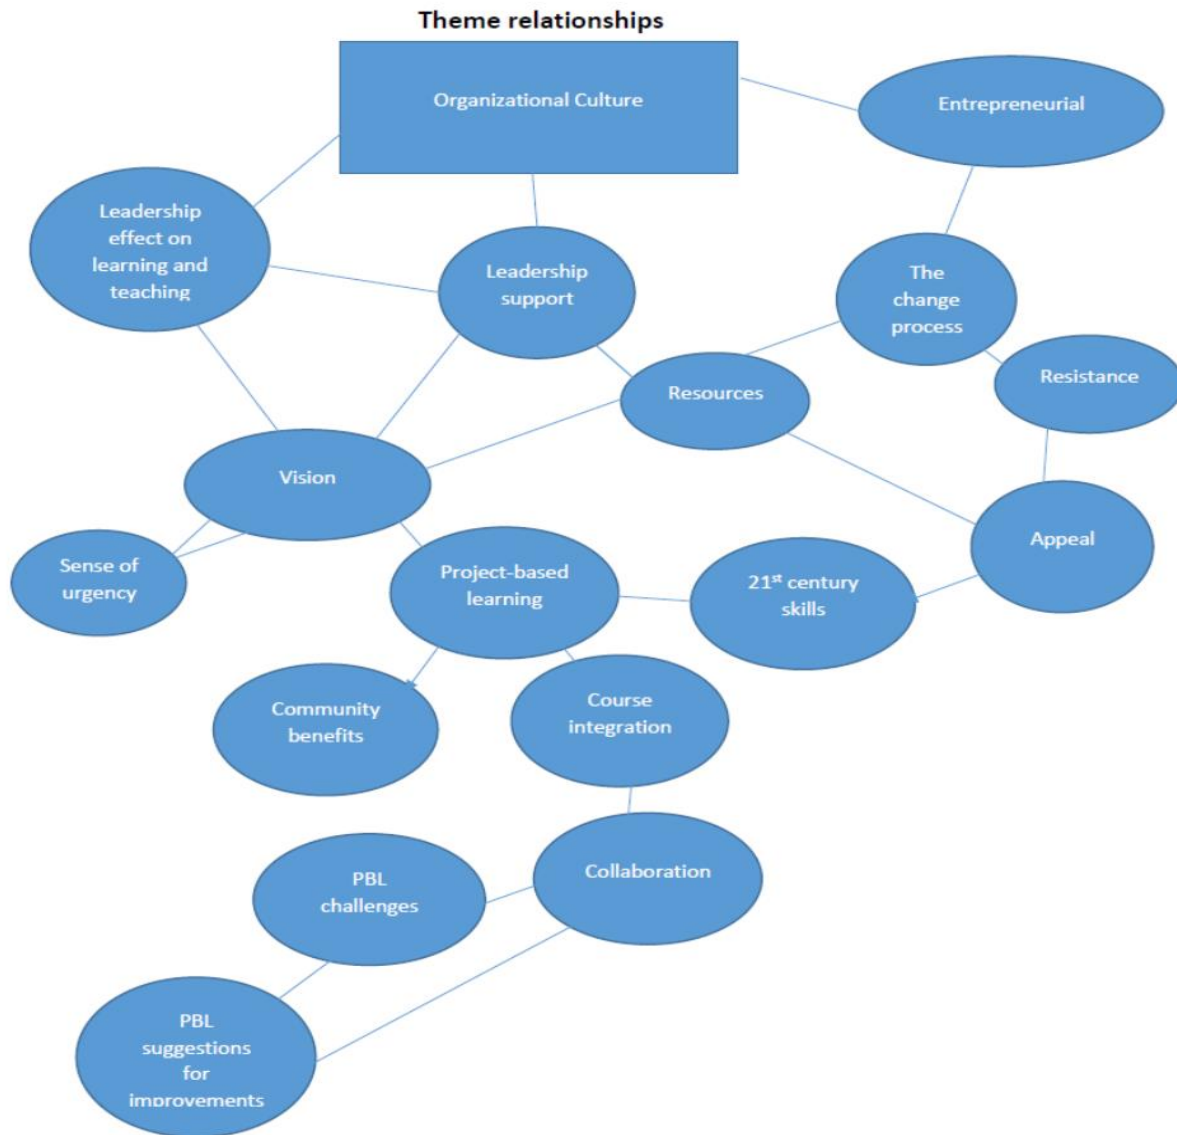 Theme relationships
Organizational Culture
Entrepreneurial
Leadership
effect on
learning and
teaching
Leadership
support
The
change
process
Resources
Resistance
Vision
Appeal
Sense of
urgency
Project-based
learning
21st century
skills
Community
benefits
Course
integration
PBL
challenges
Collaboration
PBL
suggestions
for
improvements